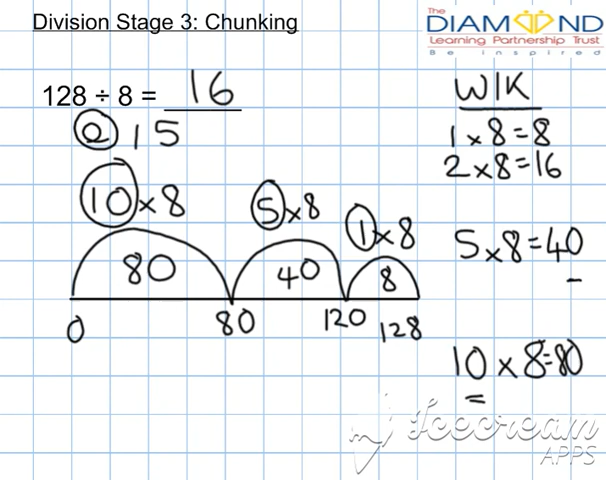 Division Stage 3: Chunking
The
DIAMOND
Learning Partnership Trust
Be inspired
128 ÷ 8 = 16
② 15
10 × 8
5 × 8
1 × 8
80
40
8
0
80
120
128
WIK
1 × 8 = 8
2 × 8 = 16
5 × 8 = 40
10 × 8 = 80
=
Icecream
APPS